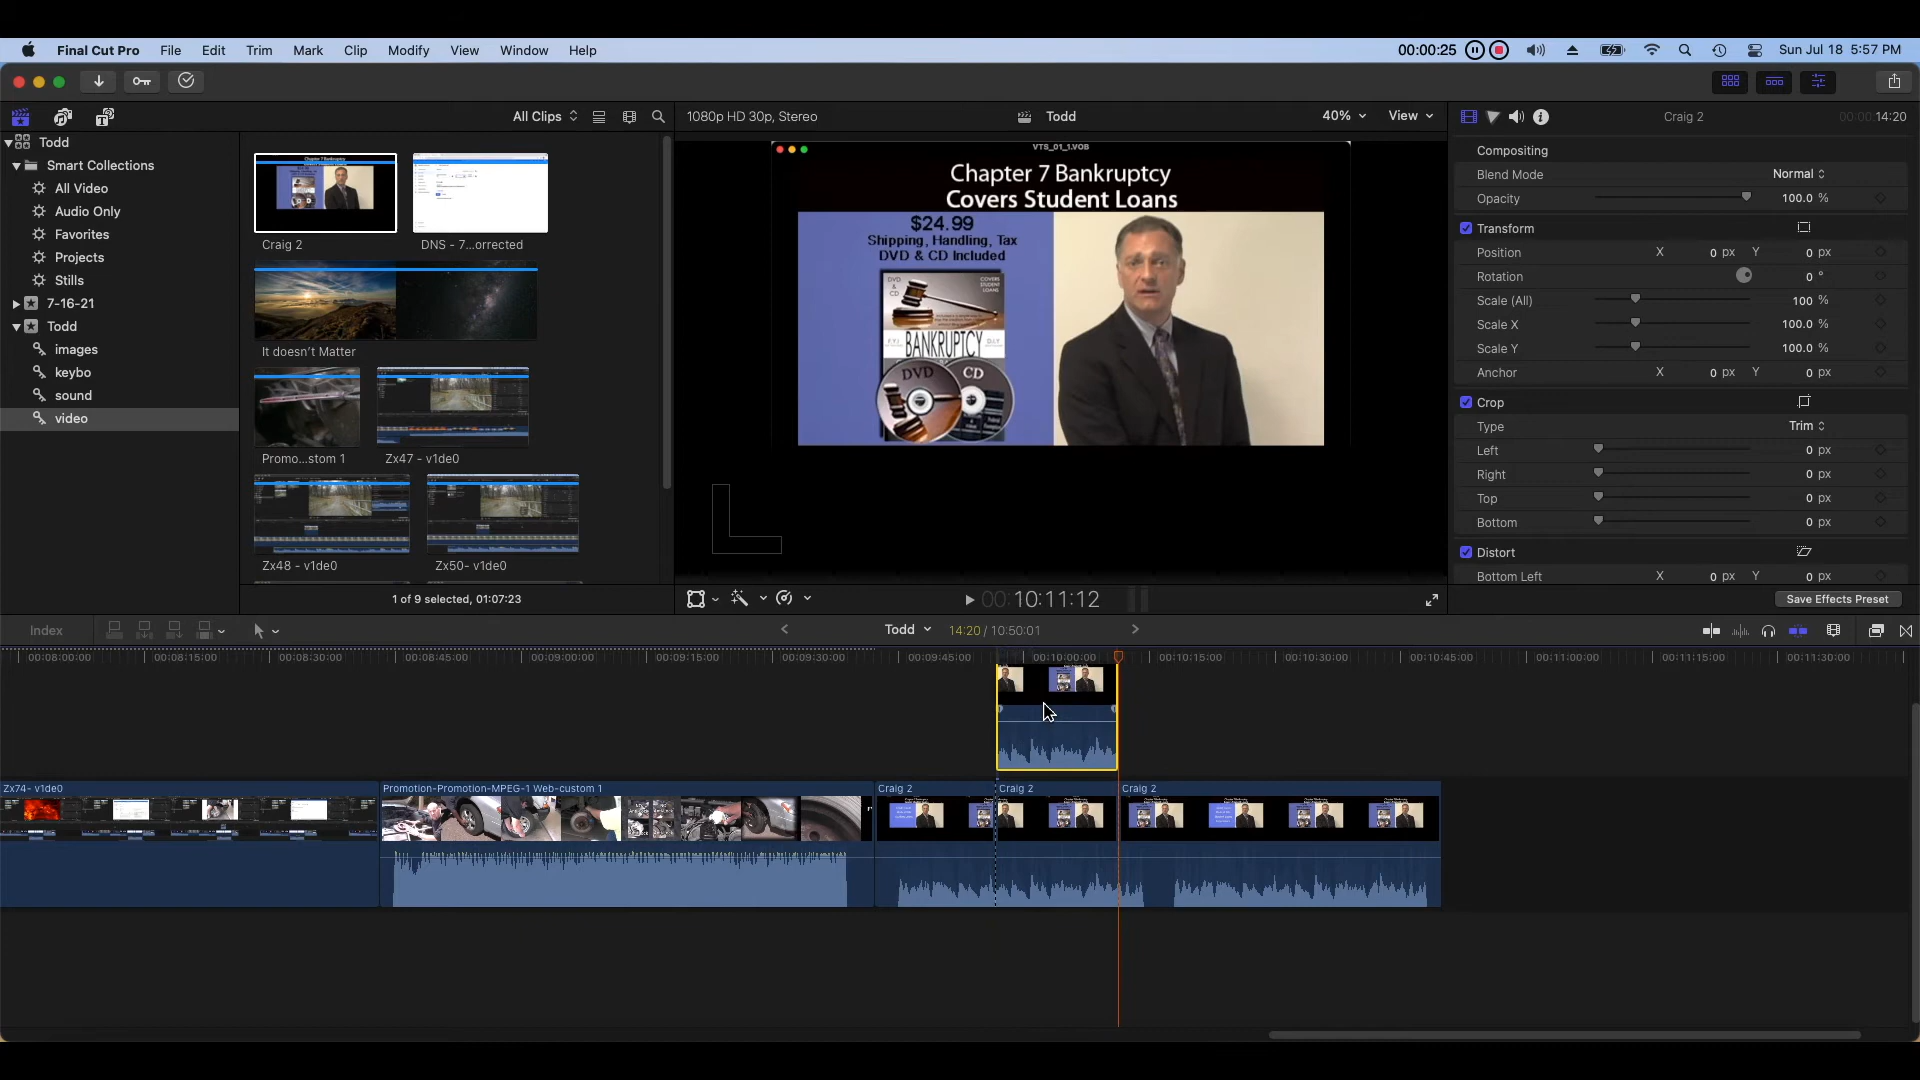 Final Cut Pro File Edit Trim Mark Clip Modify View Window Help 00:00:25 Sun Jul 18 5:57 PM
All Clips 1080p HD 30p, Stereo Todd 40% View Craig 2 00:00:14:20
Todd
Smart Collections
All Video
Audio Only
Favorites
Projects
Stills
7-16-21
Todd
images
keybo
sound
video
Craig 2
DNS - 7...orrected
It doesn't Matter
Promo...stom 1
Zx47 - v1de0
Zx48 - v1de0
Zx50- v1de0
1 of 9 selected, 01:07:23
VTS_01_1.VOB
Chapter 7 Bankruptcy
Covers Student Loans
$24.99
Shipping, Handling, Tax
DVD & CD Included
DVD
&
CD
COVERS
STUDENT
LOANS
BANKRUPTCY
DVD CD
00:10:11:12
Compositing
Blend Mode Normal
Opacity 100.0 %
Transform
Position X 0 px Y 0 px
Rotation 0 °
Scale (All) 100 %
Scale X 100.0 %
Scale Y 100.0 %
Anchor X 0 px Y 0 px
Crop
Type Trim
Left 0 px
Right 0 px
Top 0 px
Bottom 0 px
Distort
Bottom Left X 0 px Y 0 px
Save Effects Preset
Index Todd 14:20 / 10:50:01
00:08:00:00 00:08:15:00 00:08:30:00 00:08:45:00 00:09:00:00 00:09:15:00 00:09:30:00 00:09:45:00 00:10:00:00 00:10:15:00 00:10:30:00 00:10:45:00 00:11:00:00 00:11:15:00 00:11:30:00
Zx74- v1de0 Promotion-Promotion-MPEG-1 Web-custom 1 Craig 2 Craig 2 Craig 2